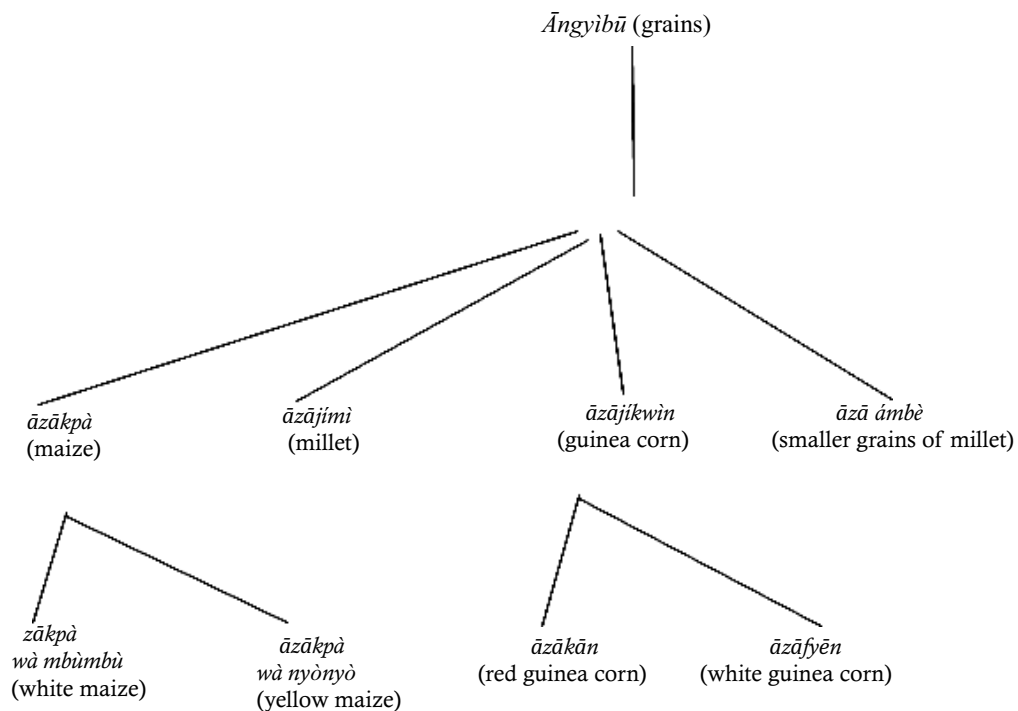 Āngyìbū (grains)
āzākpà
(maize)
āzājímì
(millet)
āzājíkwìn
(guinea corn)
āzā ámbè
(smaller grains of millet)
zākpà
wà mbùmbù
(white maize)
āzākpà
wà nyònyò
(yellow maize)
āzākān
(red guinea corn)
āzāfyēn
(white guinea corn)